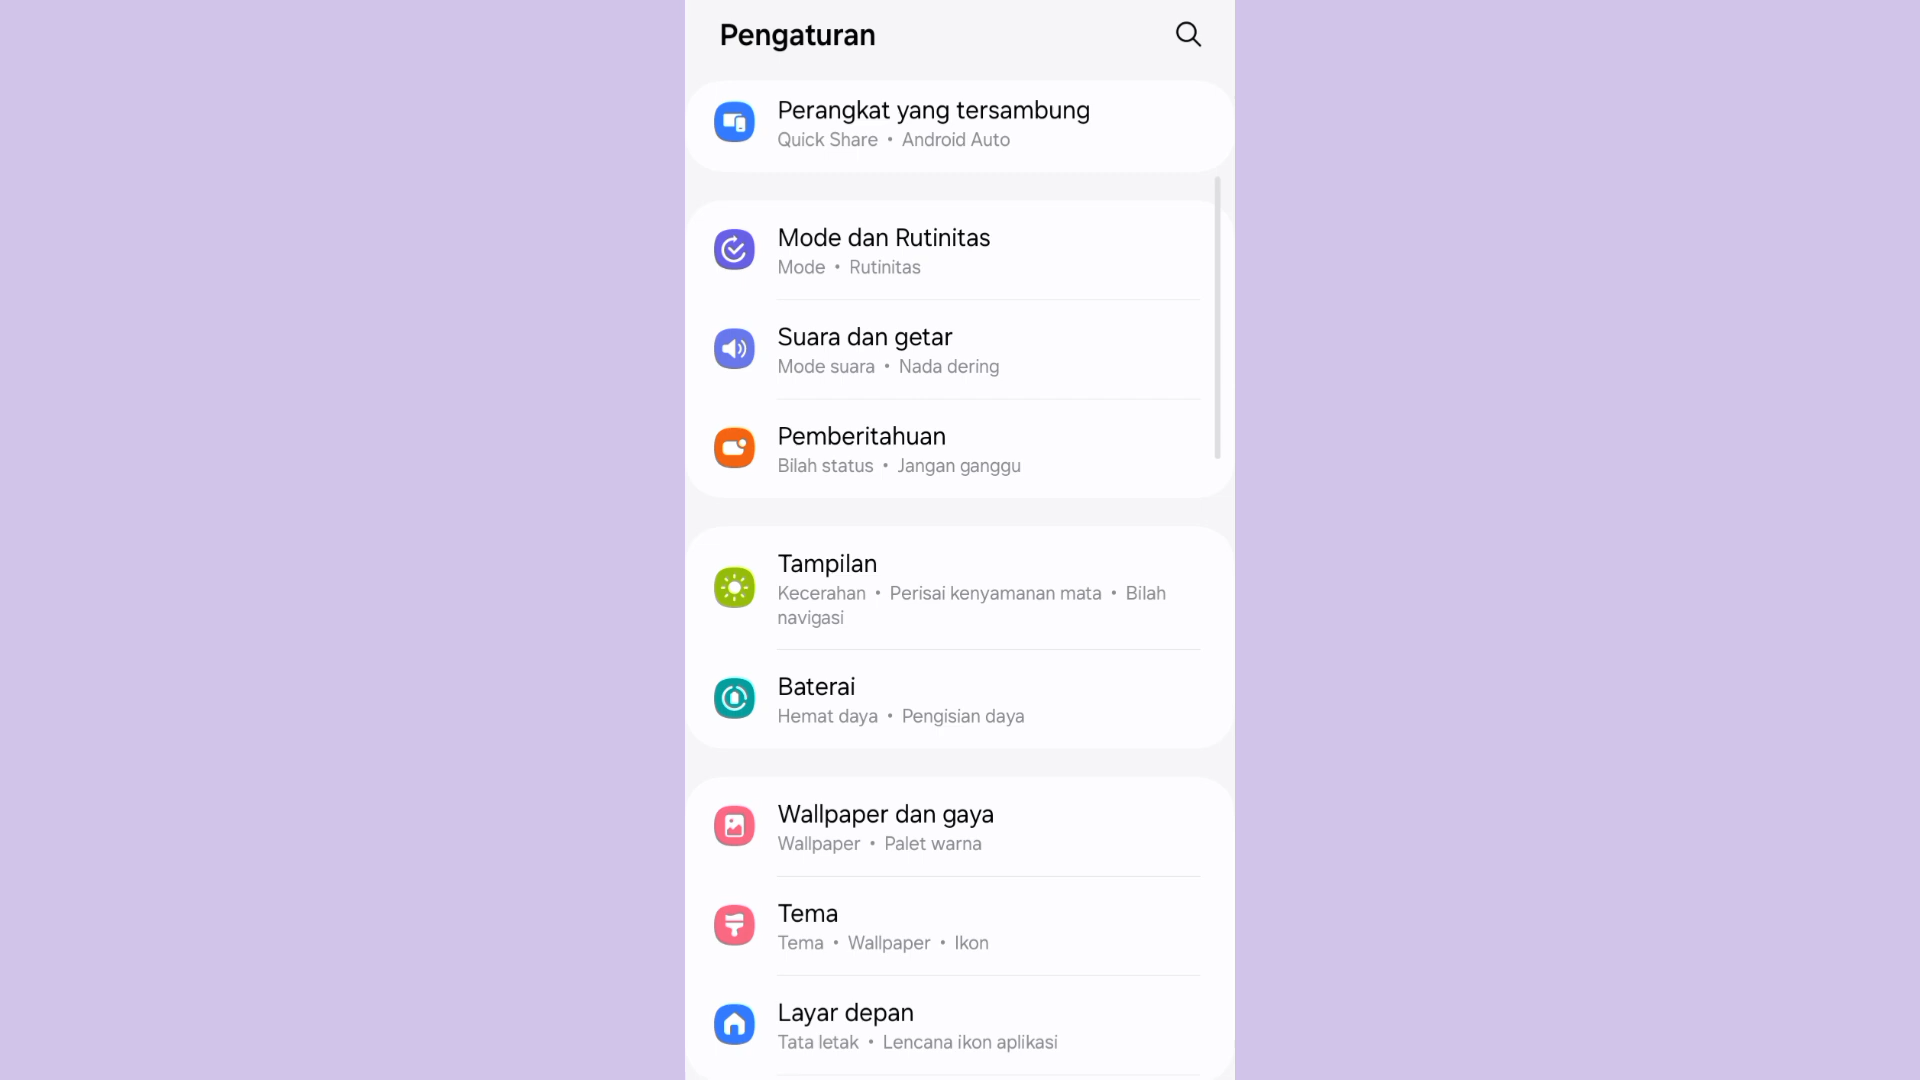 Pengaturan
Perangkat yang tersambung
Quick Share • Android Auto
Mode dan Rutinitas
Mode • Rutinitas
Suara dan getar
Mode suara • Nada dering
Pemberitahuan
Bilah status • Jangan ganggu
Tampilan
Kecerahan • Perisai kenyamanan mata • Bilah
navigasi
Baterai
Hemat daya • Pengisian daya
Wallpaper dan gaya
Wallpaper • Palet warna
Tema
Tema • Wallpaper • Ikon
Layar depan
Tata letak • Lencana ikon aplikasi